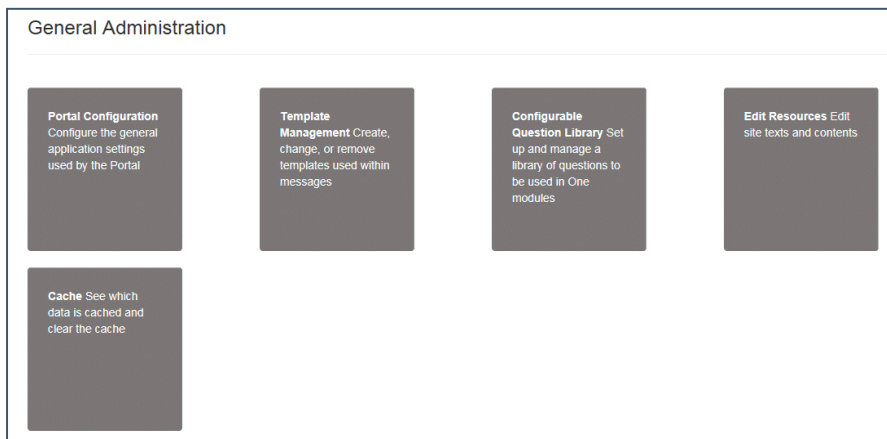 General Administration
Portal Configuration
Configure the general
application settings
used by the Portal
Template
Management Create,
change, or remove
templates used within
messages
Configurable
Question Library Set
up and manage a
library of questions to
be used in One
modules
Edit Resources Edit
site texts and contents
Cache See which
data is cached and
clear the cache